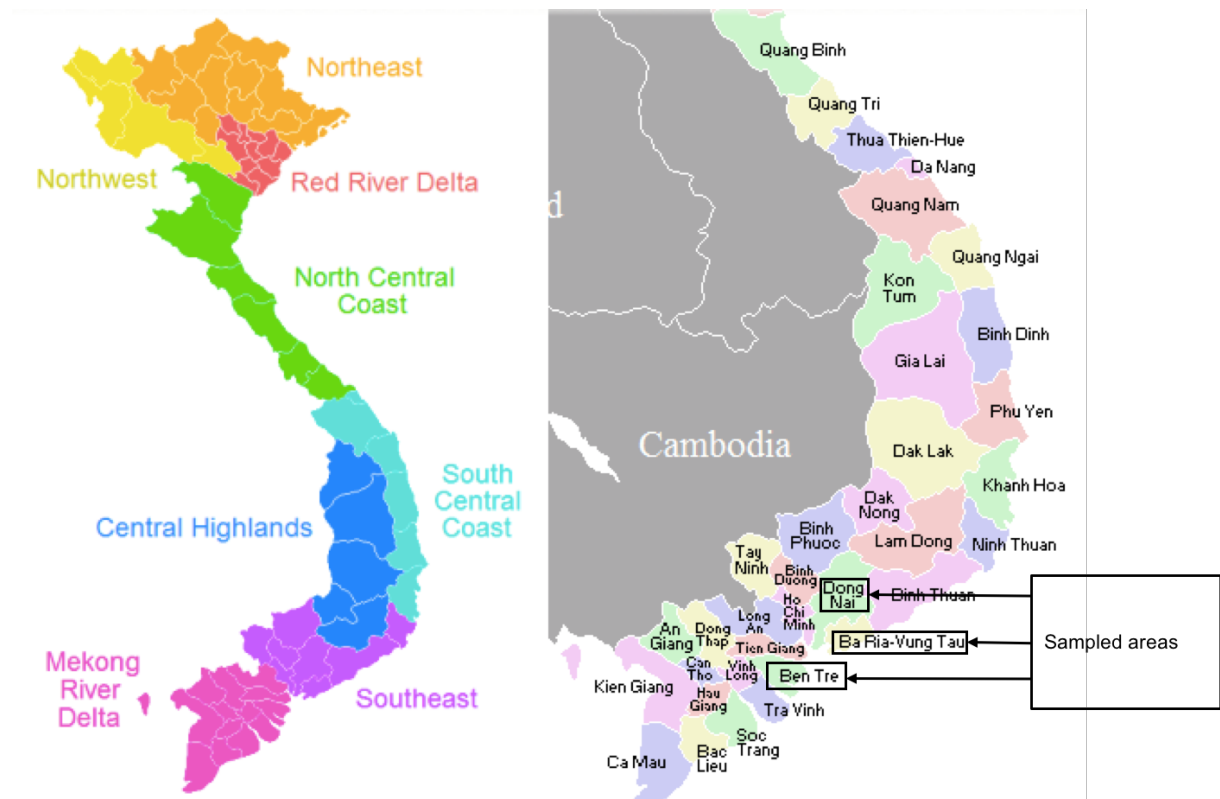 Northeast
Northwest
Red River Delta
North Central
Coast
South
Central
Coast
Central Highlands
Mekong
River
Delta
Southeast
Quang Binh
Quang Tri
Thua Thien-Hue
Da Nang
d
Quang Nam
Quang Ngai
Kon
Tum
Binh Dinh
Gia Lai
Phu Yen
Cambodia
Dak Lak
Khanh Hoa
Dak
Nong
Binh
Phuoc
Lam Dong
Ninh Thuan
Tay
Ninh
Binh
Duong
Dong
Nai
Binh Thuan
Ho
Chi
Minh
Long
An
An
Giang
Dong
Thap
Tien Giang
Ba Ria-Vung Tau
Sampled areas
Can
Tho
Vinh
Long
Ben Tre
Kien Giang
Hau
Giang
Tra Vinh
Soc
Trang
Bac
Lieu
Ca Mau